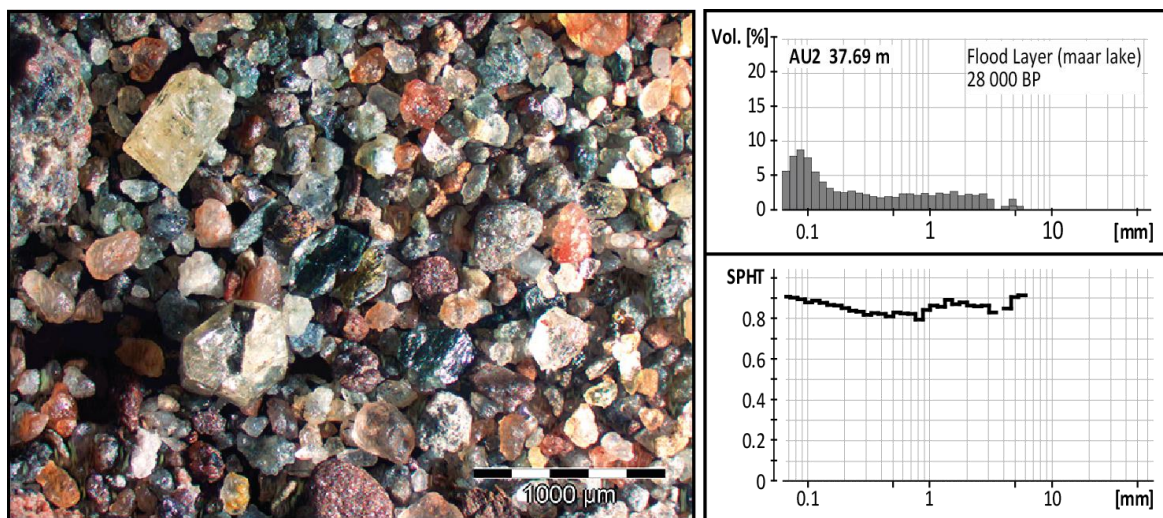 1000 µm
Vol. [%]
AU2 37.69 m
Flood Layer (maar lake)
28 000 BP
20
15
10
5
0
0.1 1 10 [mm]
SPHT
0.8
0.6
0.4
0.2
0
0.1 1 10 [mm]